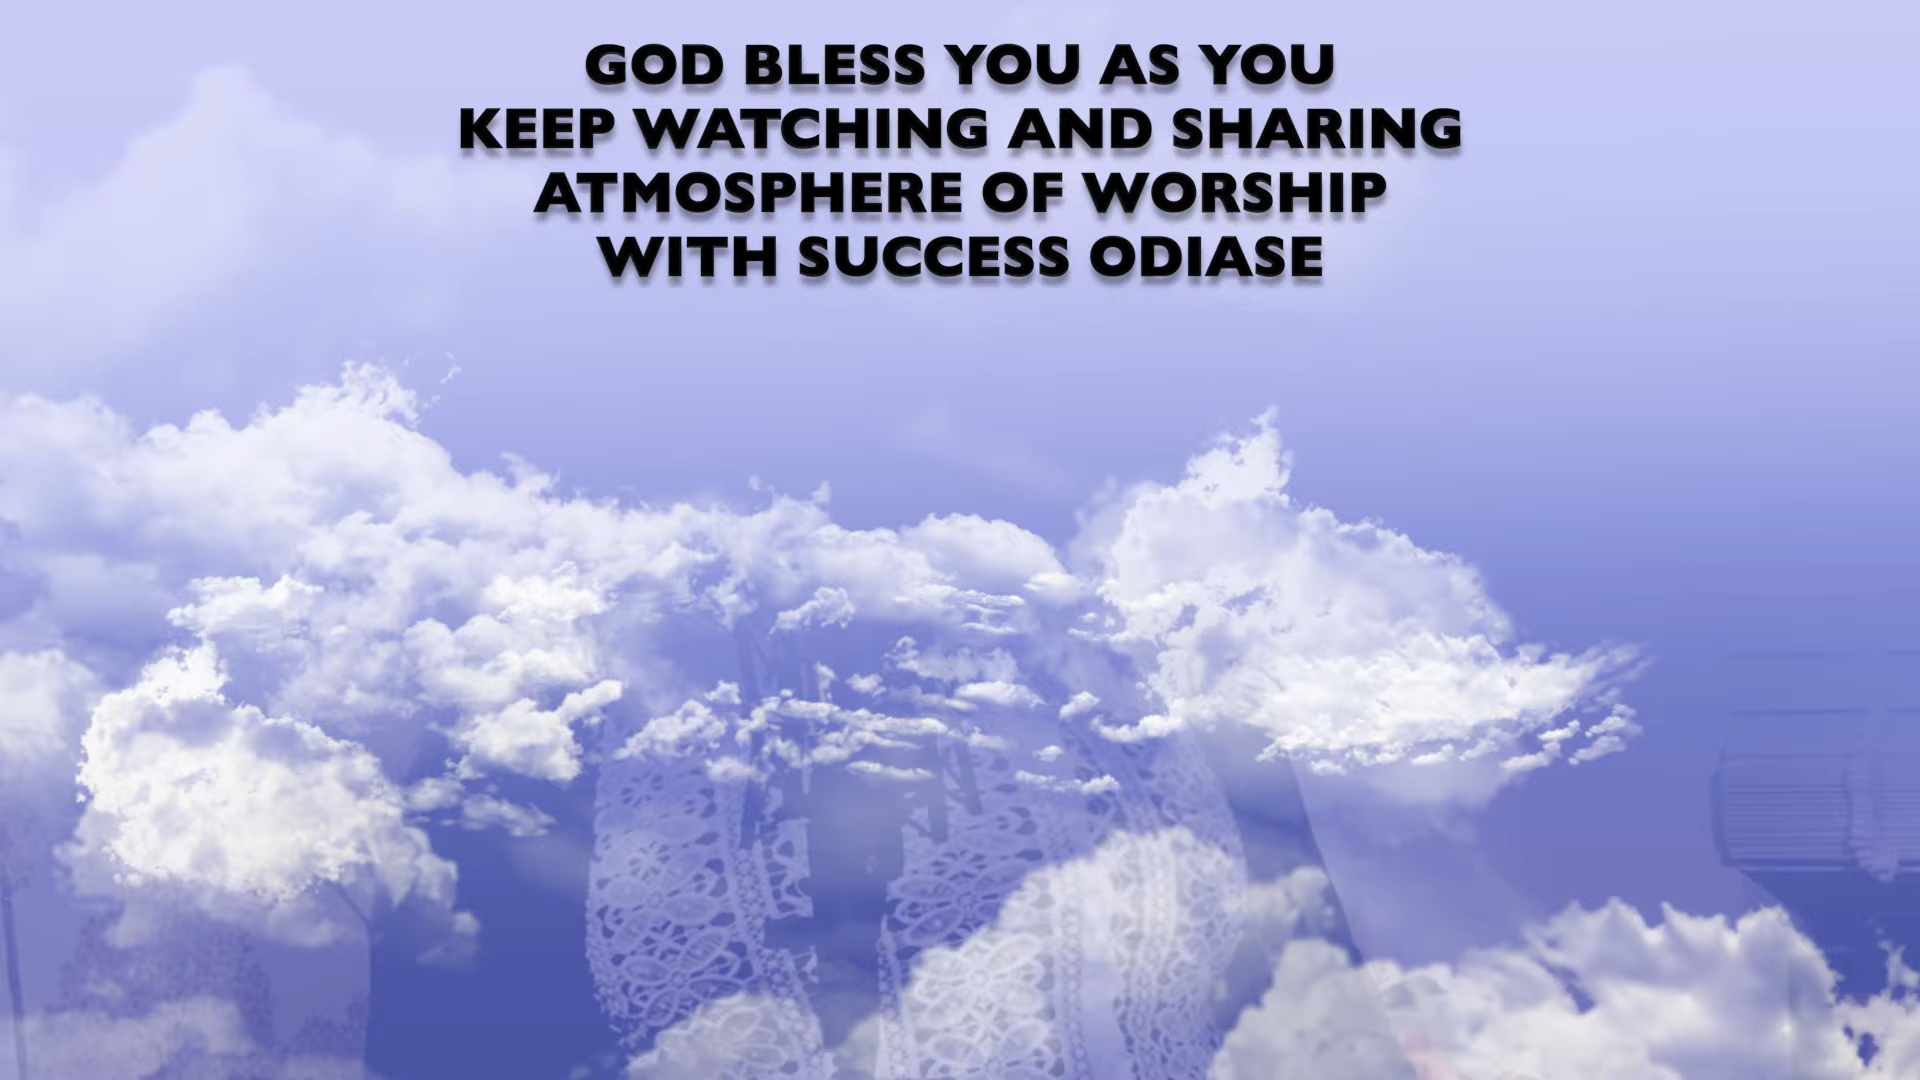 GOD BLESS YOU AS YOU
KEEP WATCHING AND SHARING
ATMOSPHERE OF WORSHIP
WITH SUCCESS ODIASE